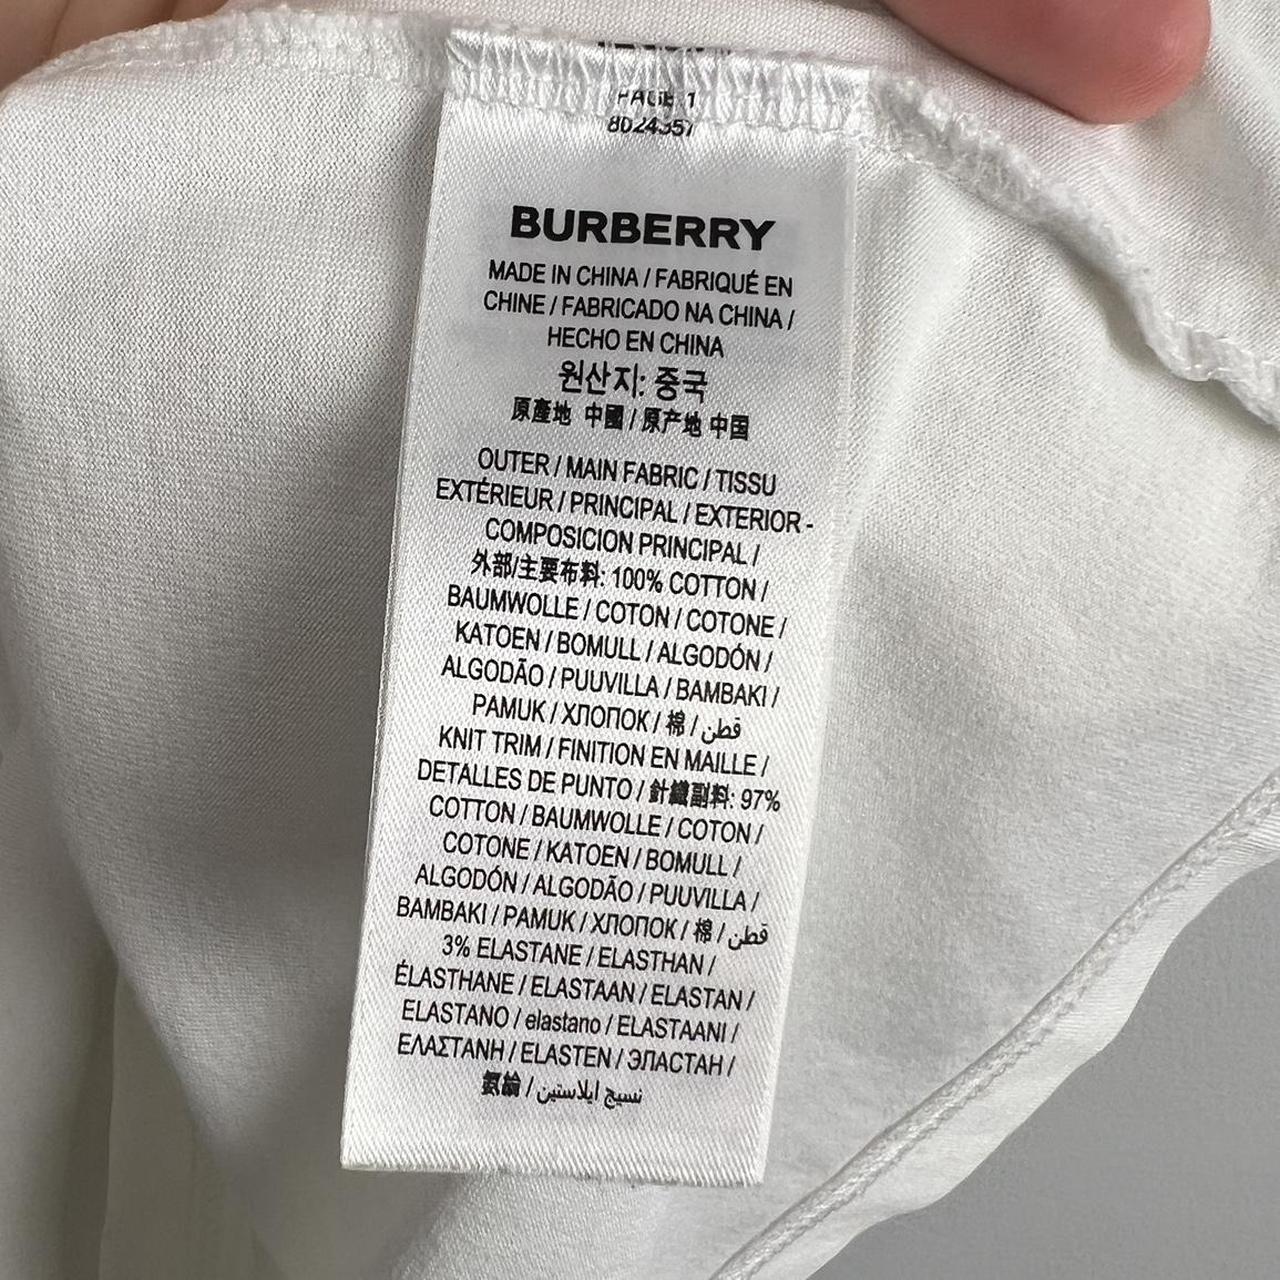 PAGE 1
8024357
BURBERRY
MADE IN CHINA / FABRIQUÉ EN
CHINE / FABRICADO NA CHINA /
HECHO EN CHINA
원산지: 중국
原產地 中國 / 原产地 中国
OUTER / MAIN FABRIC / TISSU
EXTÉRIEUR / PRINCIPAL / EXTERIOR -
COMPOSICION PRINCIPAL /
外部/主要布料: 100% COTTON /
BAUMWOLLE / COTON / COTONE /
KATOEN / BOMULL / ALGODÓN /
ALGODÃO / PUUVILLA / BAMBAKI /
PAMUK / ХЛОПОК / 棉 / قطن
KNIT TRIM / FINITION EN MAILLE /
DETALLES DE PUNTO / 針織副料: 97%
COTTON / BAUMWOLLE / COTON /
COTONE / KATOEN / BOMULL /
ALGODÓN / ALGODÃO / PUUVILLA /
BAMBAKI / PAMUK / ХЛОПОК / 棉 / قطن
3% ELASTANE / ELASTHAN /
ÉLASTHANE / ELASTAAN / ELASTAN /
ELASTANO / elastano / ELASTAANI /
ΕΛΑΣΤΑΝΗ / ELASTEN / ЭЛАСТАН /
氨綸 / نسيج ايلاستين